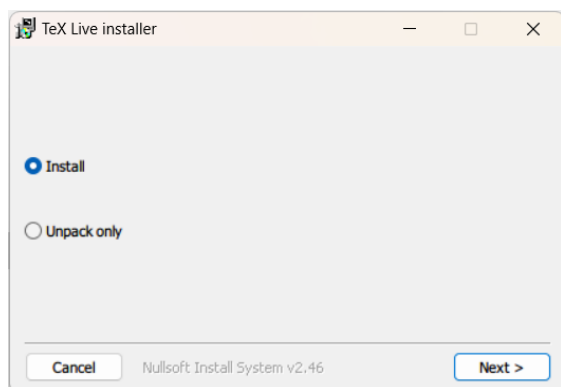 TeX Live installer
Install
Unpack only
Cancel
Nullsoft Install System v2.46
Next >